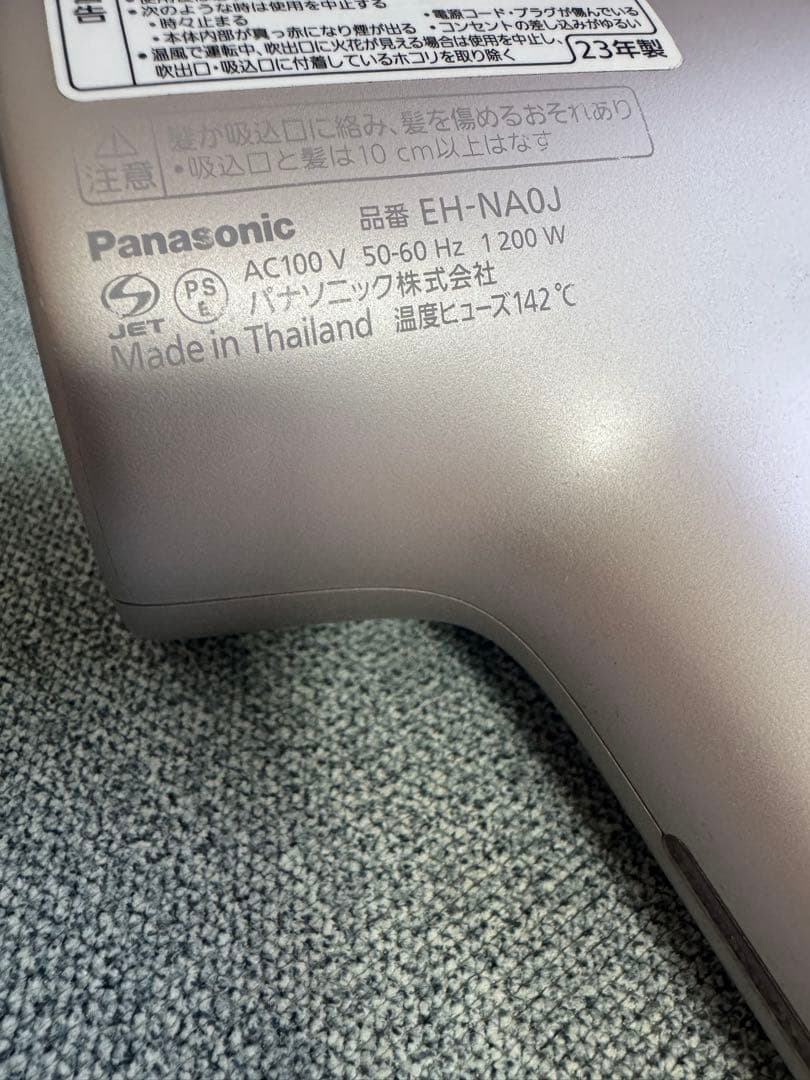 告
・次のような時は使用を中止する
・時々止まる
・電源コード・プラグが傷んでいる
・本体内部が真っ赤になり煙が出る
・コンセントの差し込みがゆるい
・温風で運転中、吹出口に火花が見える場合は使用を中止し、
吹出口・吸込口に付着しているホコリを取り除く
23年製
注意
髪が吸込口に絡み、髪を傷めるおそれあり
・吸込口と髪は10 cm以上はなす
Panasonic 品番 EH-NA0J
AC100 V 50-60 Hz 1 200 W
JET PS E パナソニック株式会社
Made in Thailand 温度ヒューズ142℃